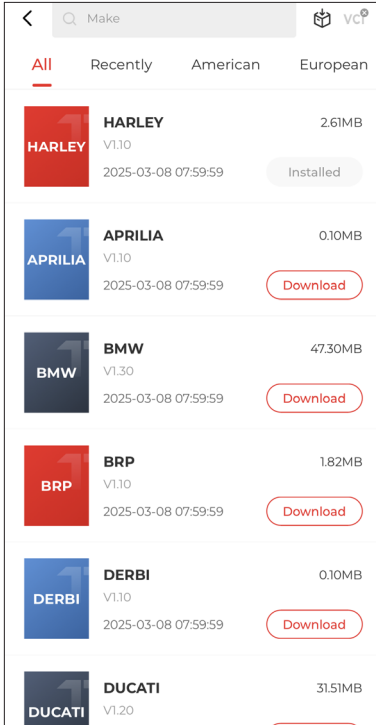 Make
VCI
All Recently American European
HARLEY
HARLEY 2.61MB
V1.10
2025-03-08 07:59:59 Installed
APRILIA
APRILIA 0.10MB
V1.10
2025-03-08 07:59:59 Download
BMW
BMW 47.30MB
V1.30
2025-03-08 07:59:59 Download
BRP
BRP 1.82MB
V1.10
2025-03-08 07:59:59 Download
DERBI
DERBI 0.10MB
V1.10
2025-03-08 07:59:59 Download
DUCATI
DUCATI 31.51MB
V1.20